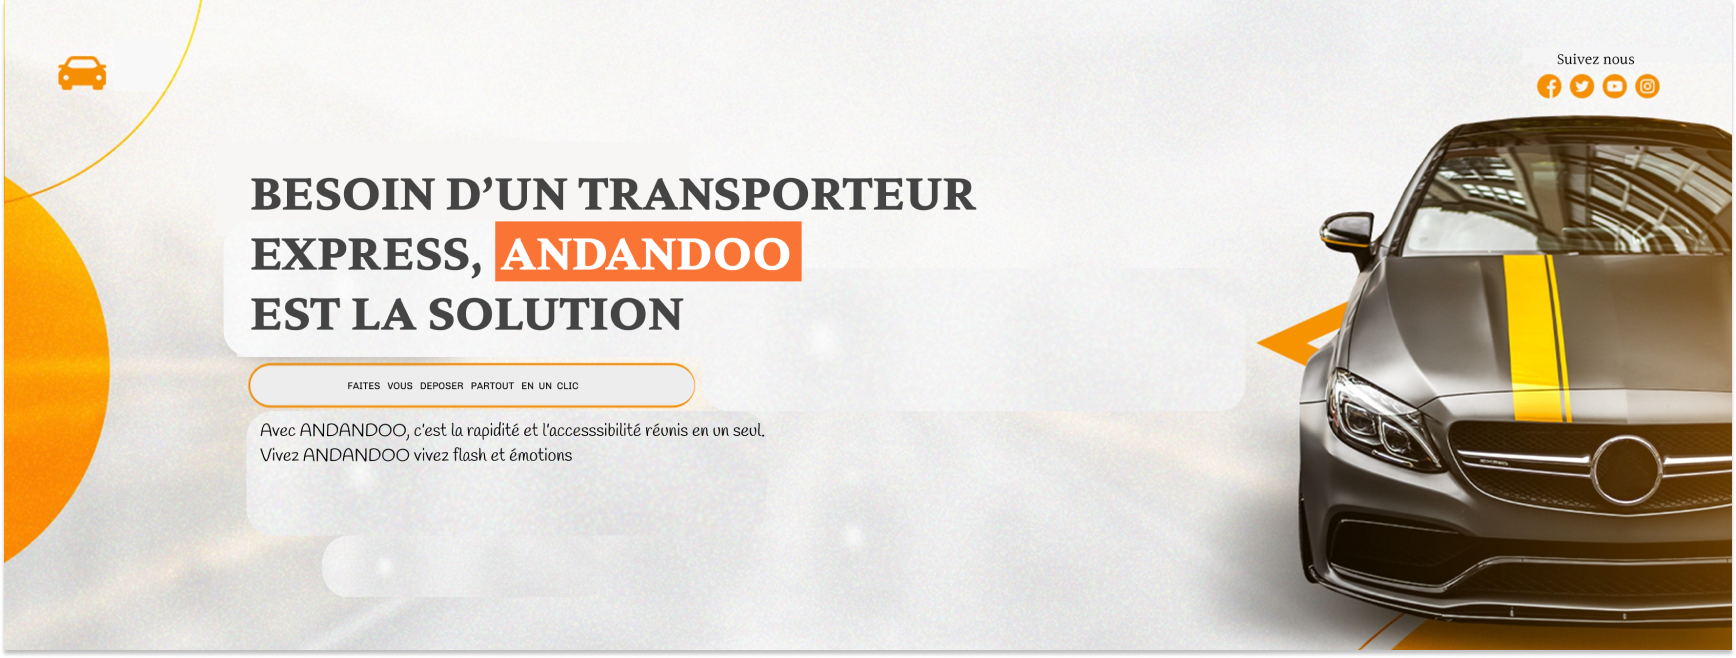 Suivez nous
BESOIN D’UN TRANSPORTEUR
EXPRESS, ANDANDOO
EST LA SOLUTION
FAITES VOUS DEPOSER PARTOUT EN UN CLIC
Avec ANDANDOO, c’est la rapidité et l’accesssibilité réunis en un seul.
Vivez ANDANDOO vivez flash et émotions